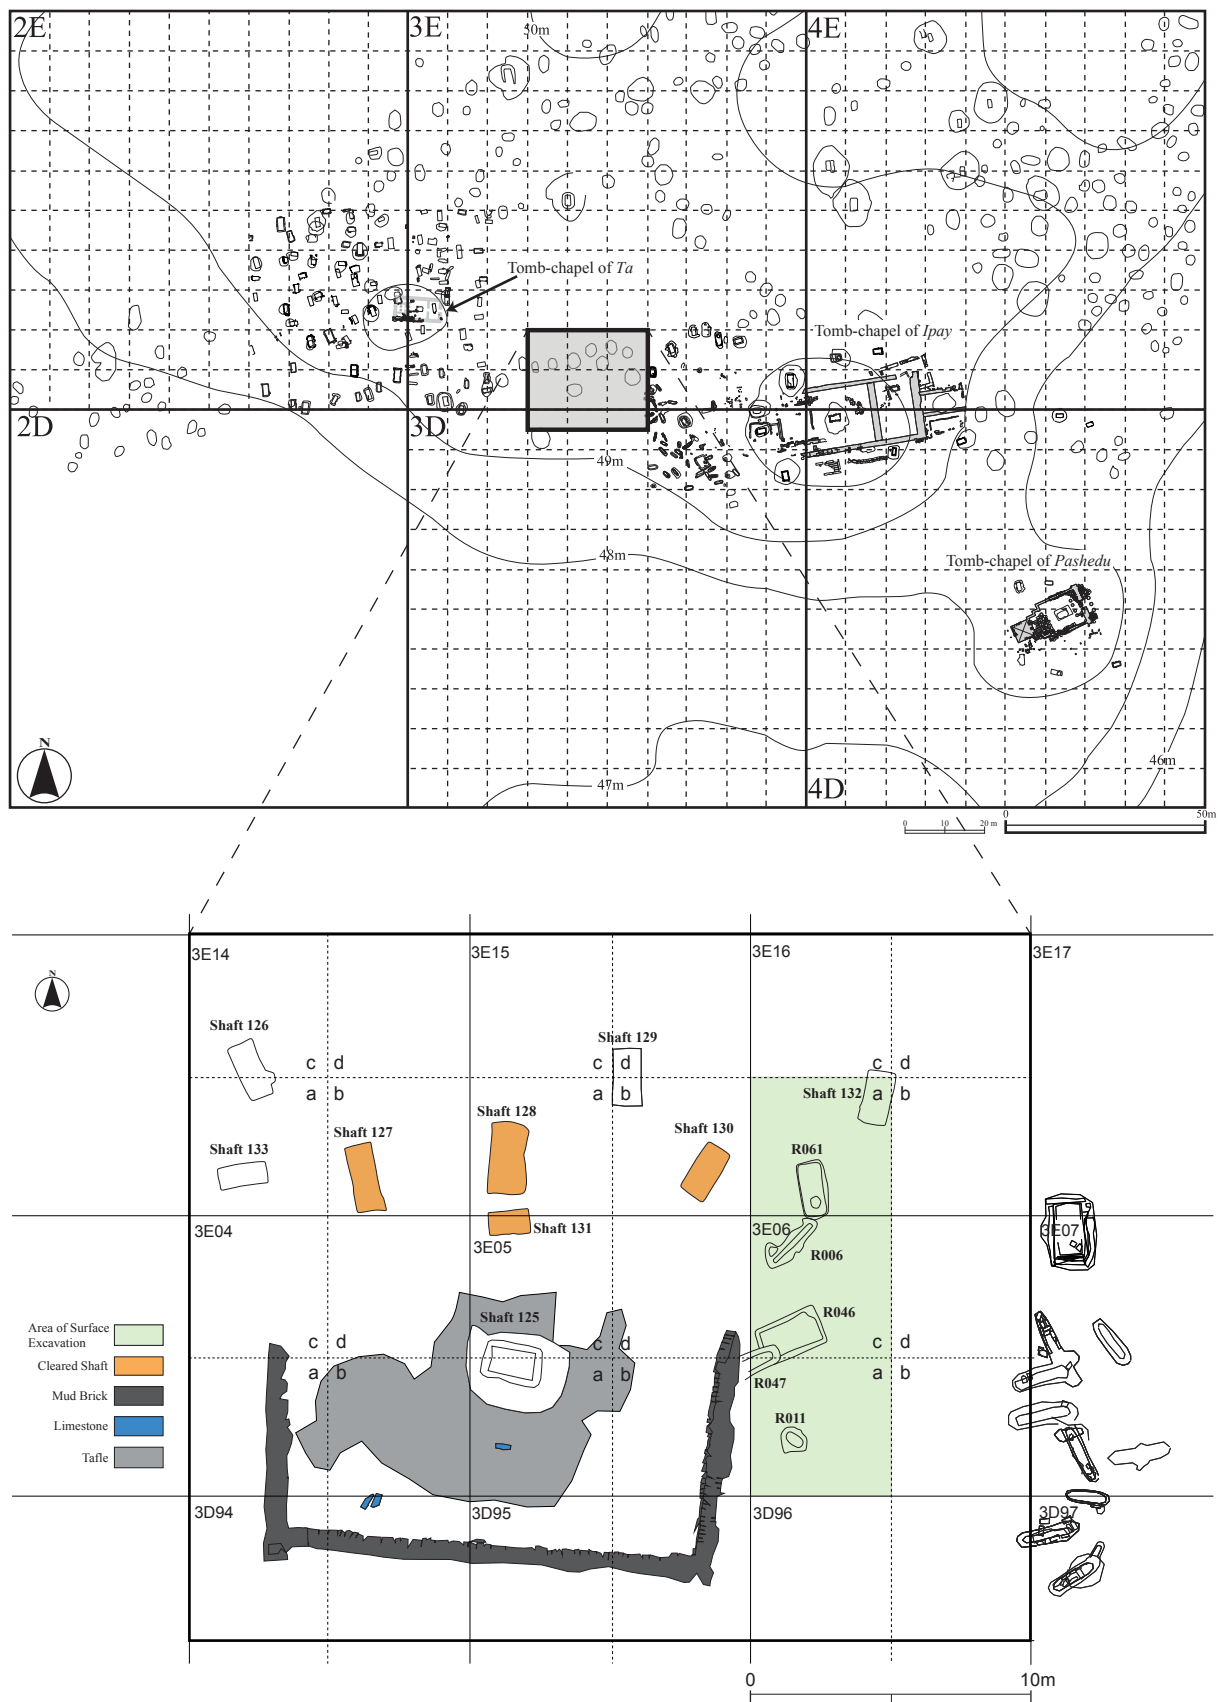 2E
3E
50m
4E
Tomb-chapel of Ta
Tomb-chapel of Ipay
2D
3D
49m
48m
Tomb-chapel of Pashedu
N
46m
47m
4D
0 10 20 m
0 50m
3E14
3E15
3E16
3E17
N
Shaft 126
Shaft 129
c d
c d
c d
a b
a b
Shaft 132 a b
Shaft 128
Shaft 127
Shaft 130
Shaft 133
R061
3E04
Shaft 131
3E06
3E07
3E05
R006
R046
Shaft 125
Area of Surface
Excavation
c d
c d
c d
Cleared Shaft
a b
a b
a b
R047
Mud Brick
R011
Limestone
Tafle
3D94
3D95
3D96
3D97
0 10m